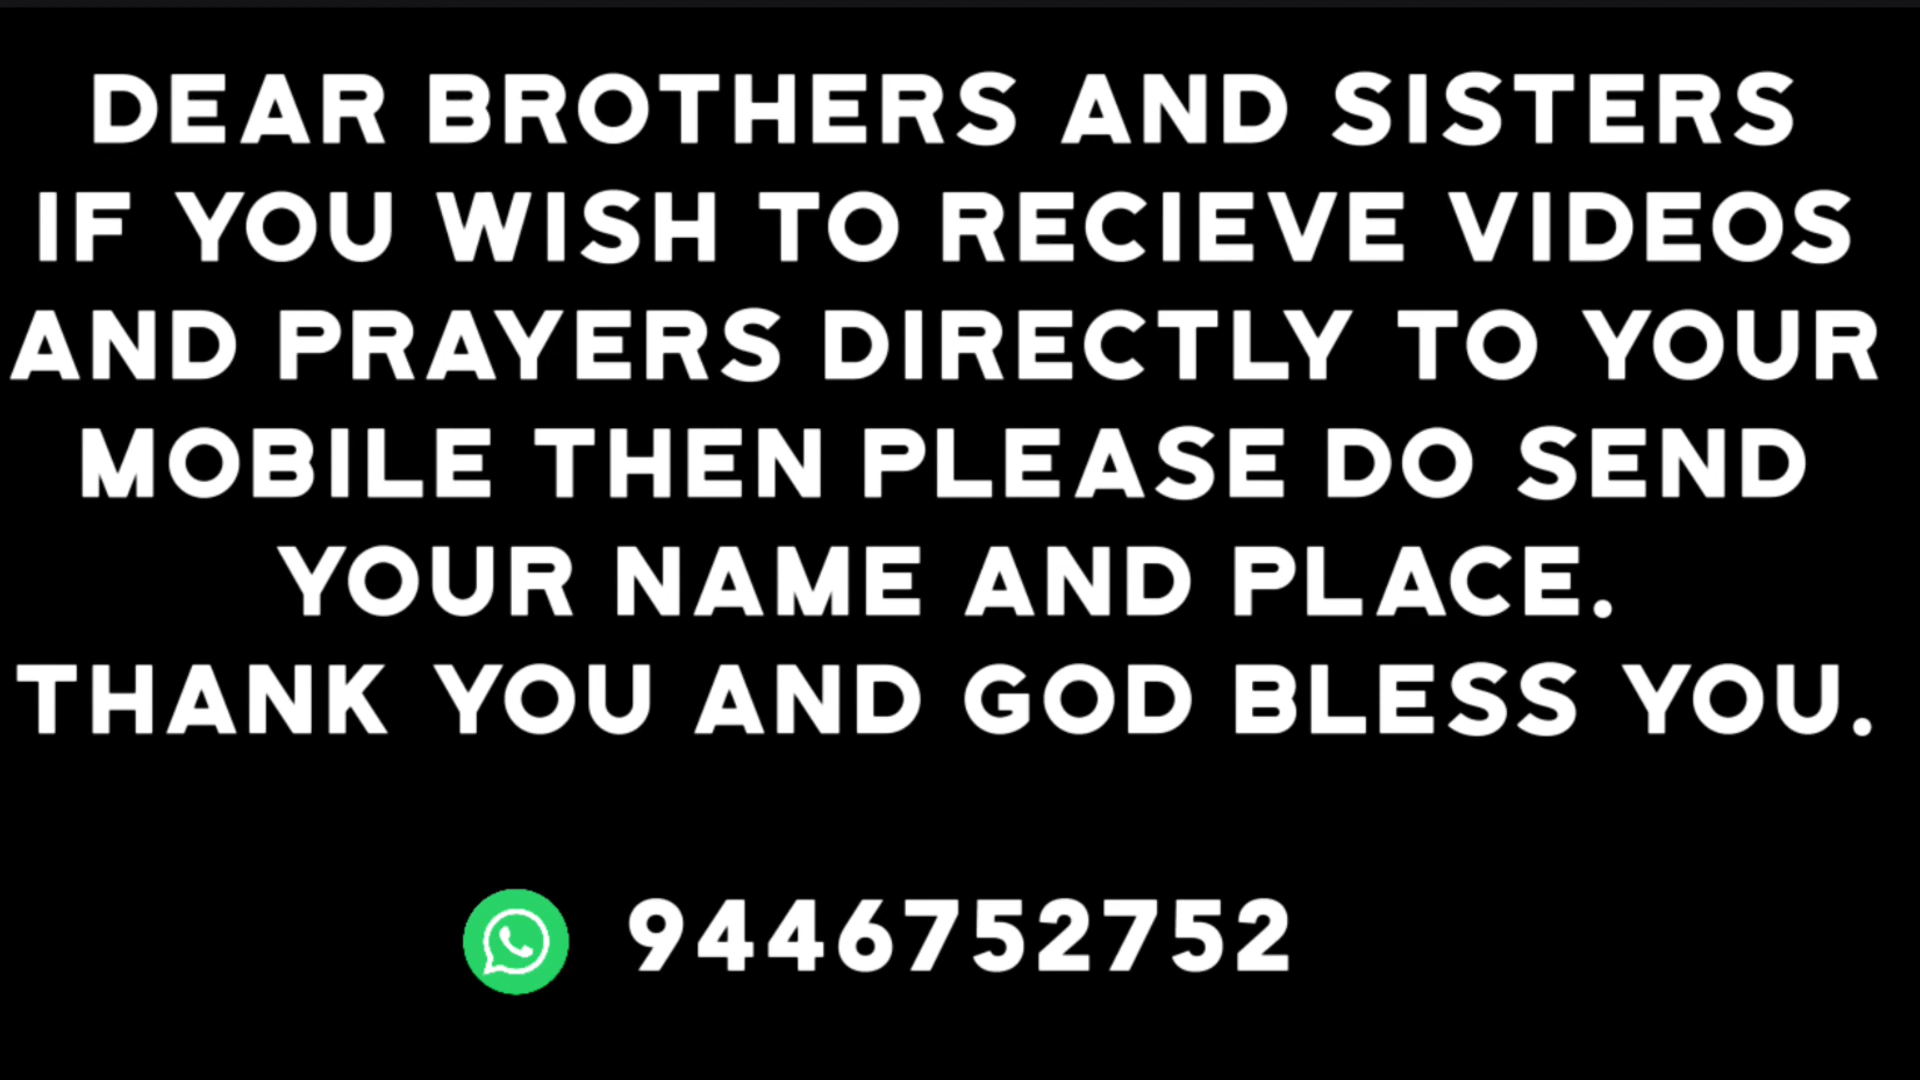 DEAR BROTHERS AND SISTERS
IF YOU WISH TO RECIEVE VIDEOS
AND PRAYERS DIRECTLY TO YOUR
MOBILE THEN PLEASE DO SEND
YOUR NAME AND PLACE.
THANK YOU AND GOD BLESS YOU.
9446752752